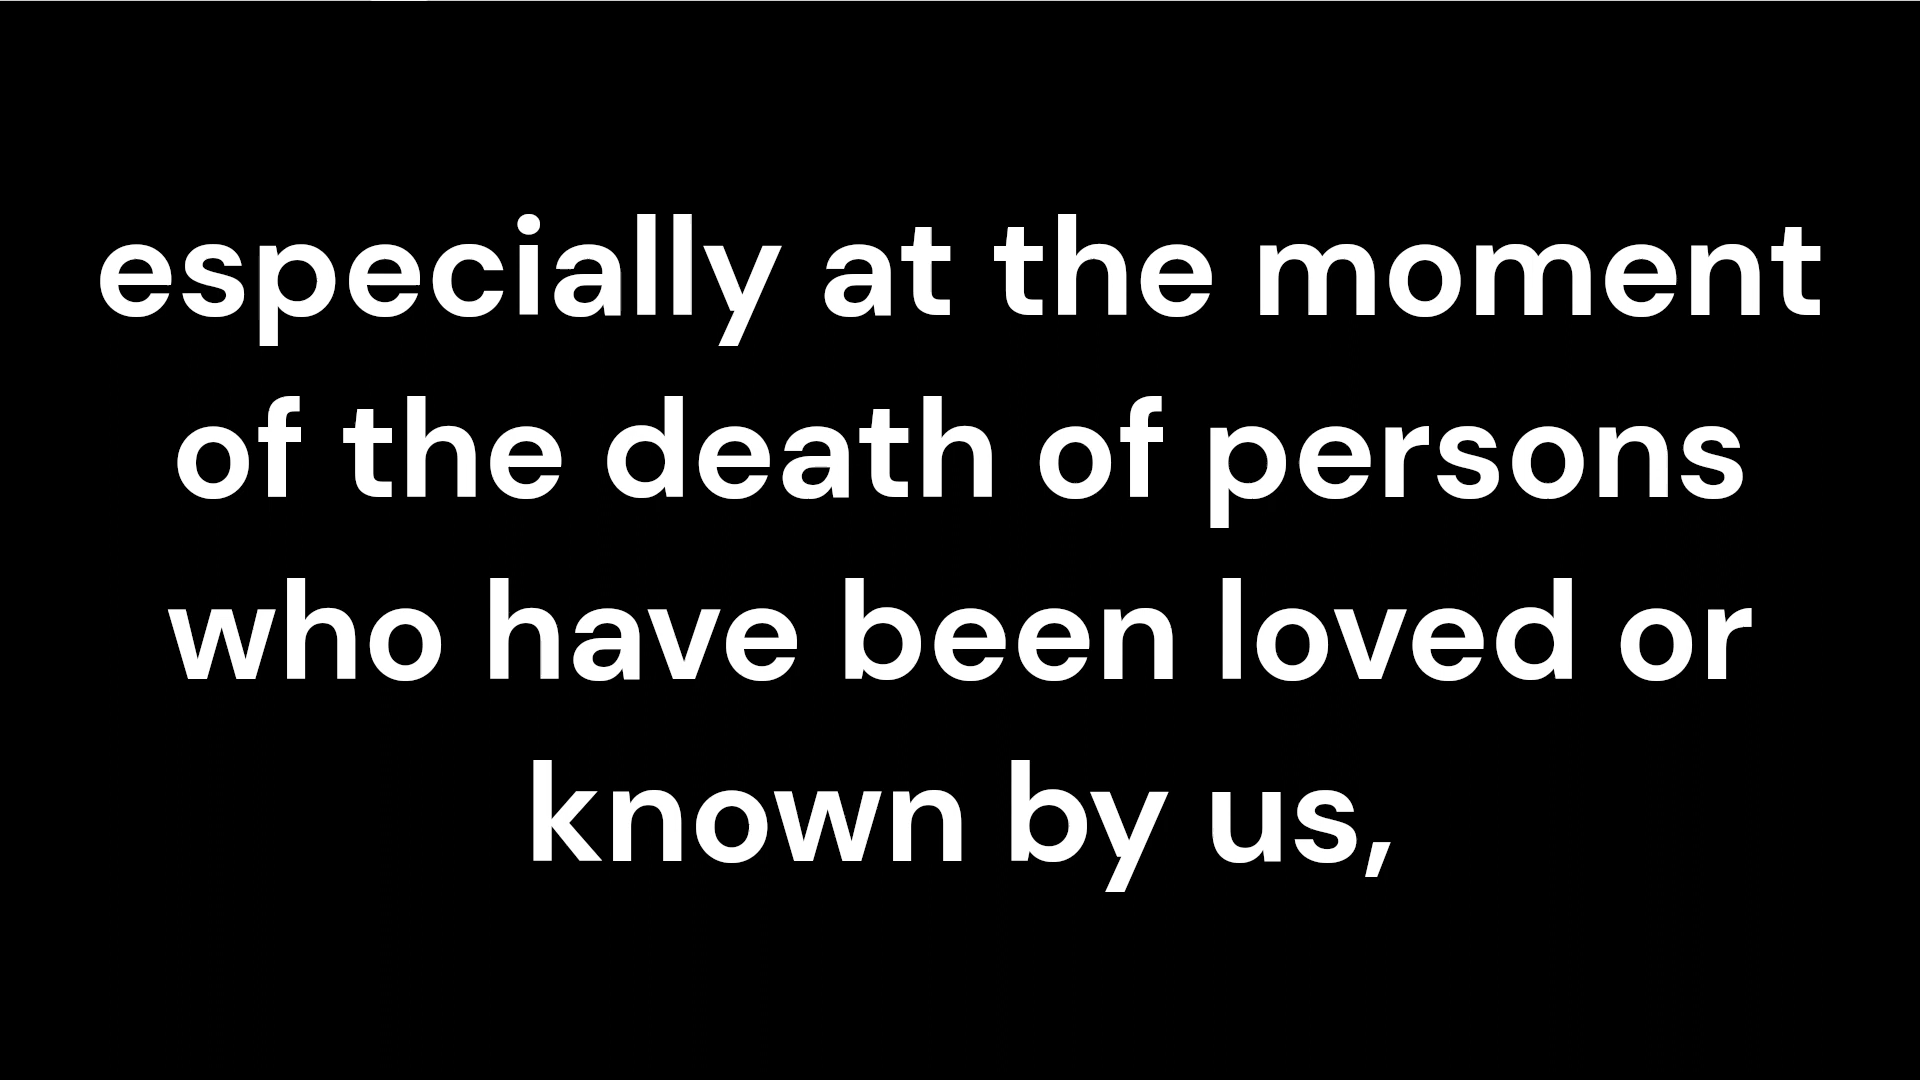 especially at the moment
of the death of persons
who have been loved or
known by us,